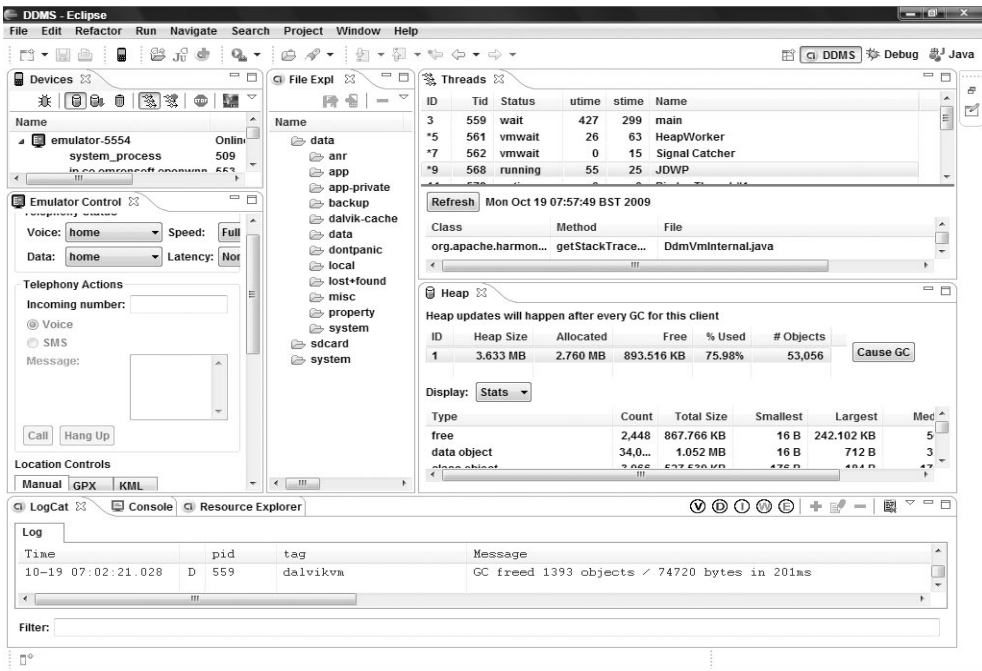 DDMS - Eclipse
File Edit Refactor Run Navigate Search Project Window Help
DDMS Debug Java
Devices
Name
emulator-5554 Online
system_process 509
Emulator Control
Telephony Status
Voice: home Speed: Full
Data: home Latency: Nor
Telephony Actions
Incoming number:
Voice
SMS
Message:
Call Hang Up
Location Controls
Manual GPX KML
File Expl
Name
data
anr
app
app-private
backup
dalvik-cache
data
dontpanic
local
lost+found
misc
property
system
sdcard
system
Threads
ID Tid Status utime stime Name
3 559 wait 427 299 main
*5 561 vmwait 26 63 HeapWorker
*7 562 vmwait 0 15 Signal Catcher
*9 568 running 55 25 JDWP
Refresh Mon Oct 19 07:57:49 BST 2009
Class Method File
org.apache.harmon... getStackTrace... DdmVmInternal.java
Heap
Heap updates will happen after every GC for this client
ID Heap Size Allocated Free % Used # Objects
1 3.633 MB 2.760 MB 893.516 KB 75.98% 53,056
Cause GC
Display: Stats
Type Count Total Size Smallest Largest Med
free 2,448 867.766 KB 16 B 242.102 KB 5
data object 34,0... 1.052 MB 16 B 712 B 3
LogCat Console Resource Explorer
V D I W E
Log
Time pid tag Message
10-19 07:02:21.028 D 559 dalvikvm GC freed 1393 objects / 74720 bytes in 201ms
Filter: